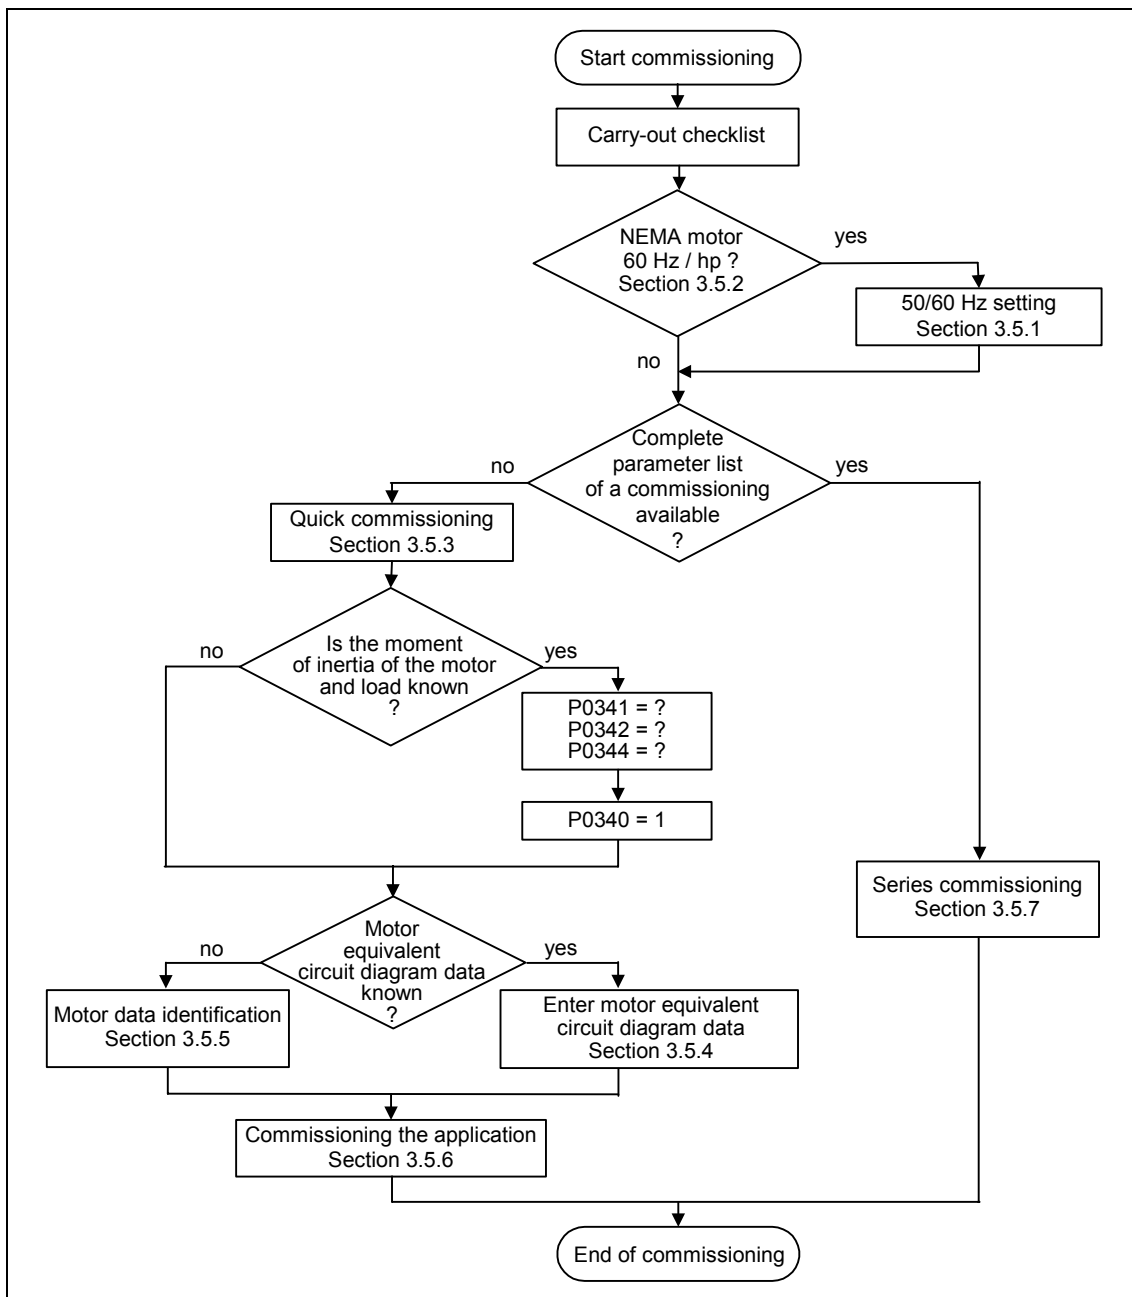 Start commissioning
Carry-out checklist
NEMA motor
60 Hz / hp ?
Section 3.5.2
yes
50/60 Hz setting
Section 3.5.1
no
Complete
parameter list
of a commissioning
available
?
no
yes
Quick commissioning
Section 3.5.3
Is the moment
of inertia of the motor
and load known
?
no
yes
P0341 = ?
P0342 = ?
P0344 = ?
P0340 = 1
Series commissioning
Section 3.5.7
Motor
equivalent
circuit diagram data
known
?
no
yes
Motor data identification
Section 3.5.5
Enter motor equivalent
circuit diagram data
Section 3.5.4
Commissioning the application
Section 3.5.6
End of commissioning